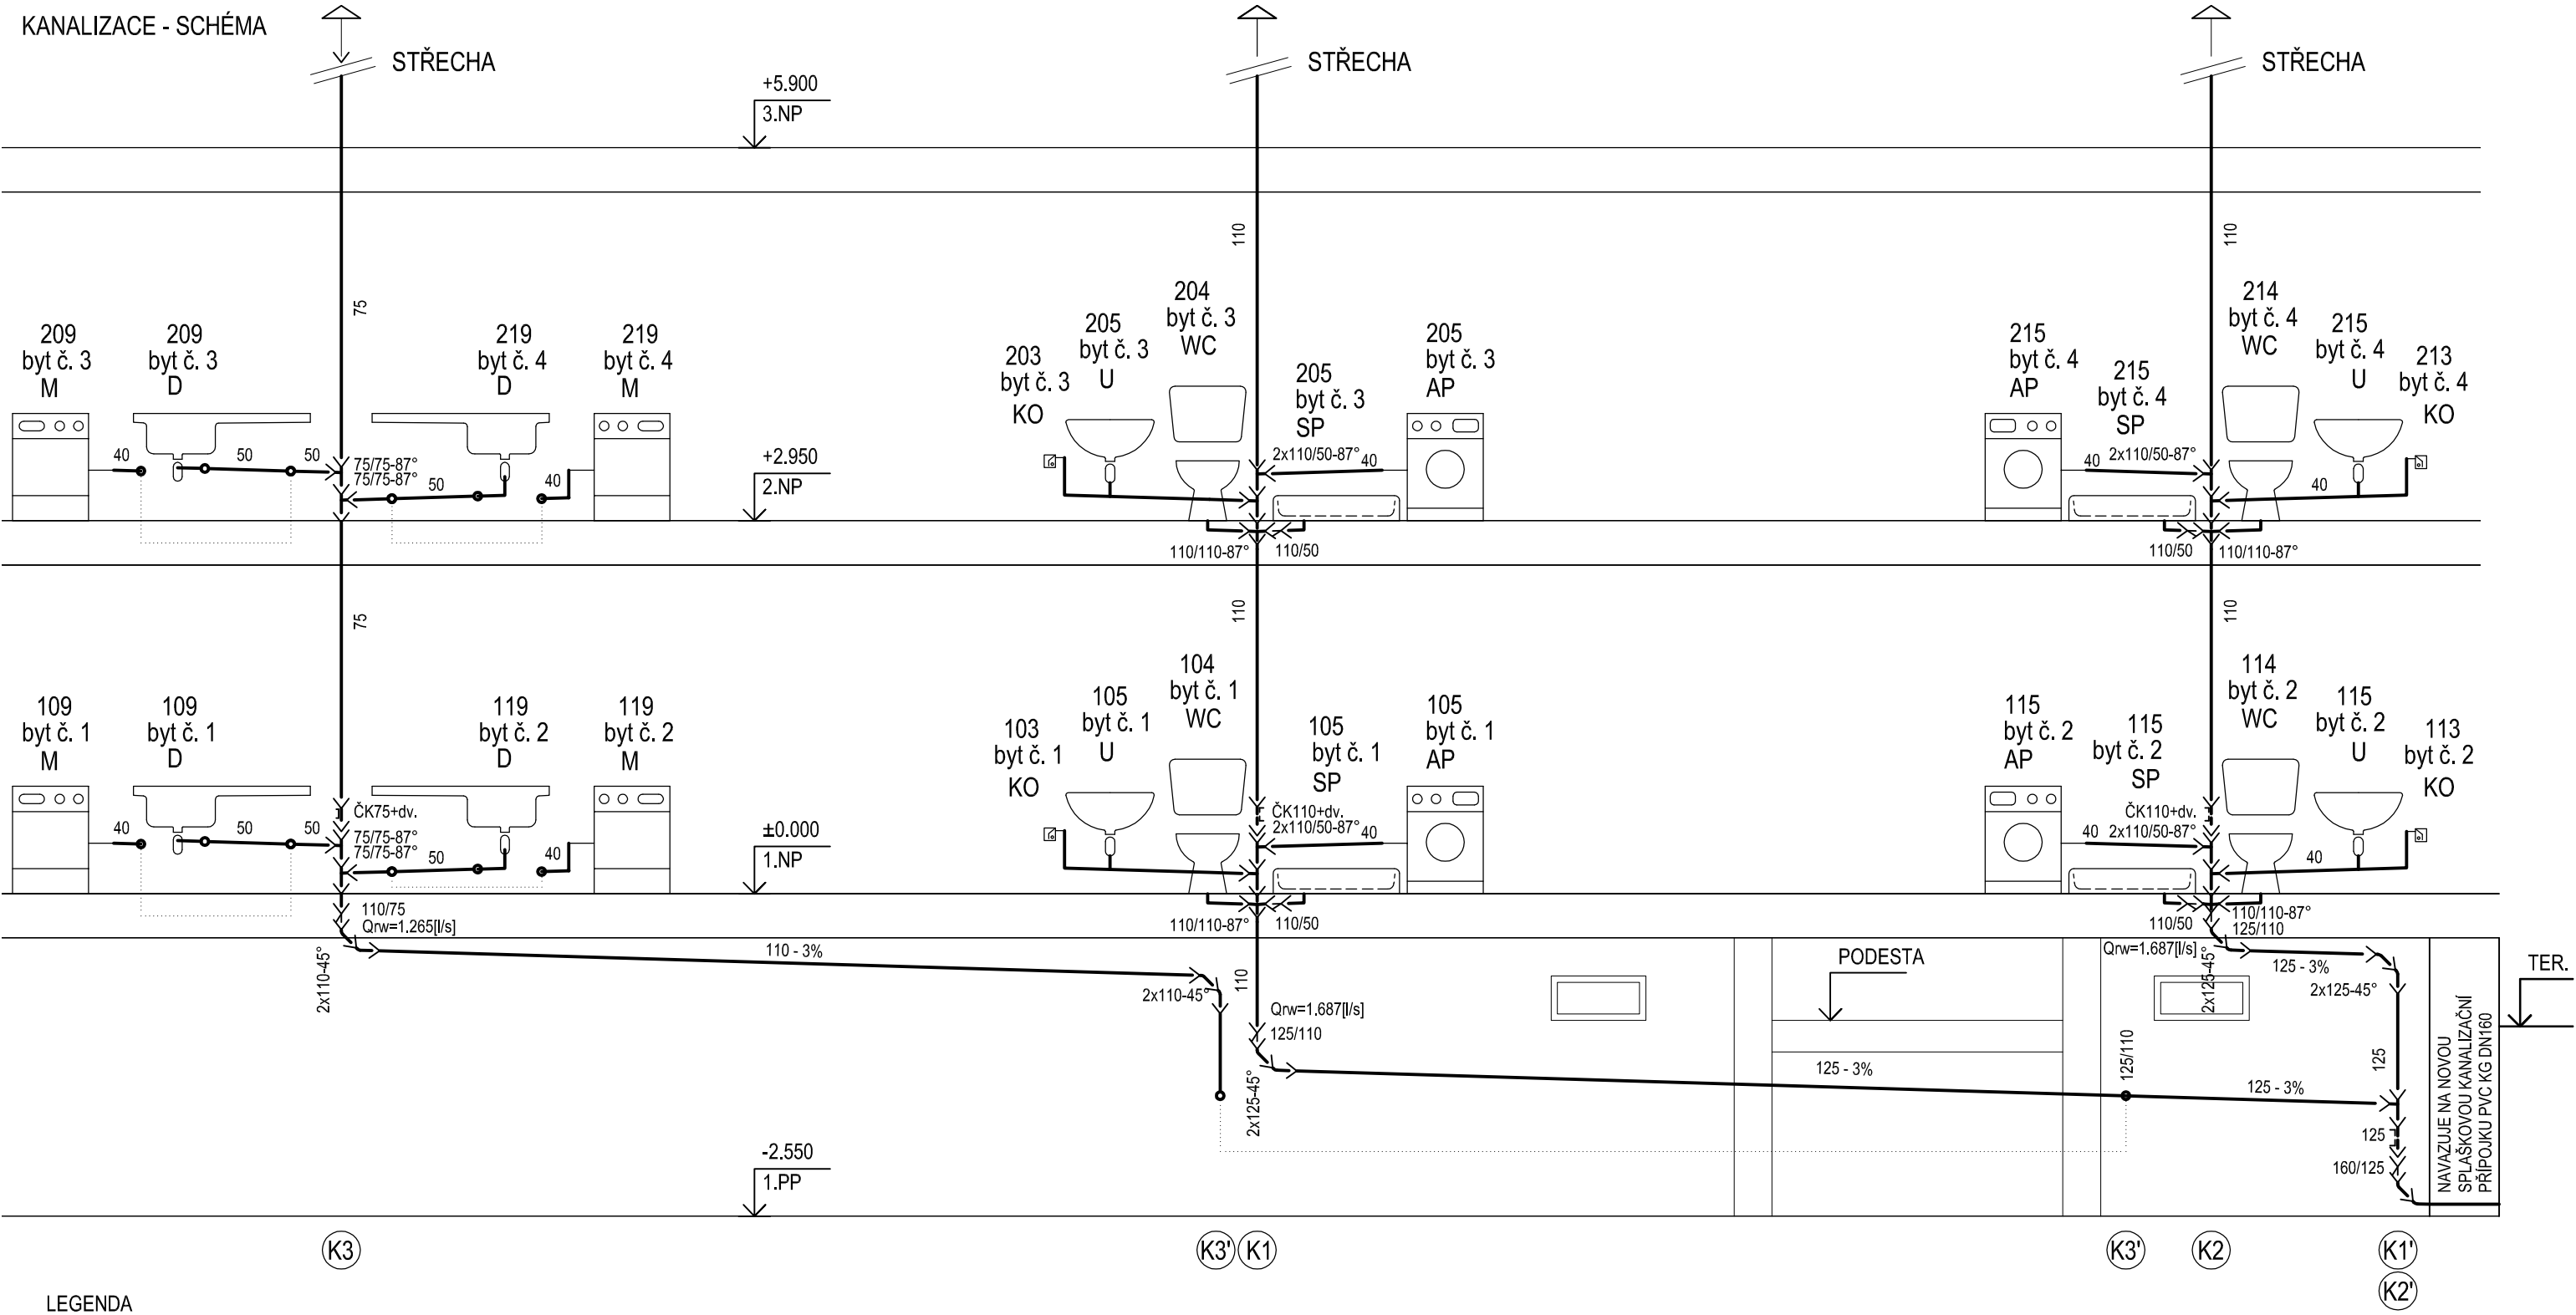 KANALIZACE - SCHÉMA
STŘECHA
STŘECHA
STŘECHA
+5.900
3.NP
75
110
110
209
byt č. 3
M
209
byt č. 3
D
219
byt č. 4
D
219
byt č. 4
M
203
byt č. 3
KO
205
byt č. 3
U
204
byt č. 3
WC
205
byt č. 3
SP
205
byt č. 3
AP
215
byt č. 4
AP
215
byt č. 4
SP
214
byt č. 4
WC
215
byt č. 4
U
213
byt č. 4
KO
40
50
50
75/75-87°
75/75-87°
50
40
+2.950
2.NP
2x110/50-87°
40
110/110-87°
110/50
40
2x110/50-87°
40
110/50
110/110-87°
75
110
110
109
byt č. 1
M
109
byt č. 1
D
119
byt č. 2
D
119
byt č. 2
M
103
byt č. 1
KO
105
byt č. 1
U
104
byt č. 1
WC
105
byt č. 1
SP
105
byt č. 1
AP
115
byt č. 2
AP
115
byt č. 2
SP
114
byt č. 2
WC
115
byt č. 2
U
113
byt č. 2
KO
40
50
50
ČK75+dv.
75/75-87°
75/75-87°
50
40
±0.000
1.NP
ČK110+dv.
2x110/50-87°
40
ČK110+dv.
40
2x110/50-87°
40
110/75
Qrw=1.265[l/s]
2x110-45°
110 - 3%
110/110-87°
110/50
2x110-45°
110
Qrw=1.687[l/s]
125/110
2x125-45°
125 - 3%
PODESTA
110/50
110/110-87°
125/110
Qrw=1.687[l/s]
2x125-45°
125 - 3%
2x125-45°
125/110
125
125 - 3%
125
160/125
NAVAZUJE NA NOVOU
SPLAŠKOVOU KANALIZAČNÍ
PŘÍPOJKU PVC KG DN160
TER.
-2.550
1.PP
K3
K3'
K1
K3'
K2
K1'
K2'
LEGENDA